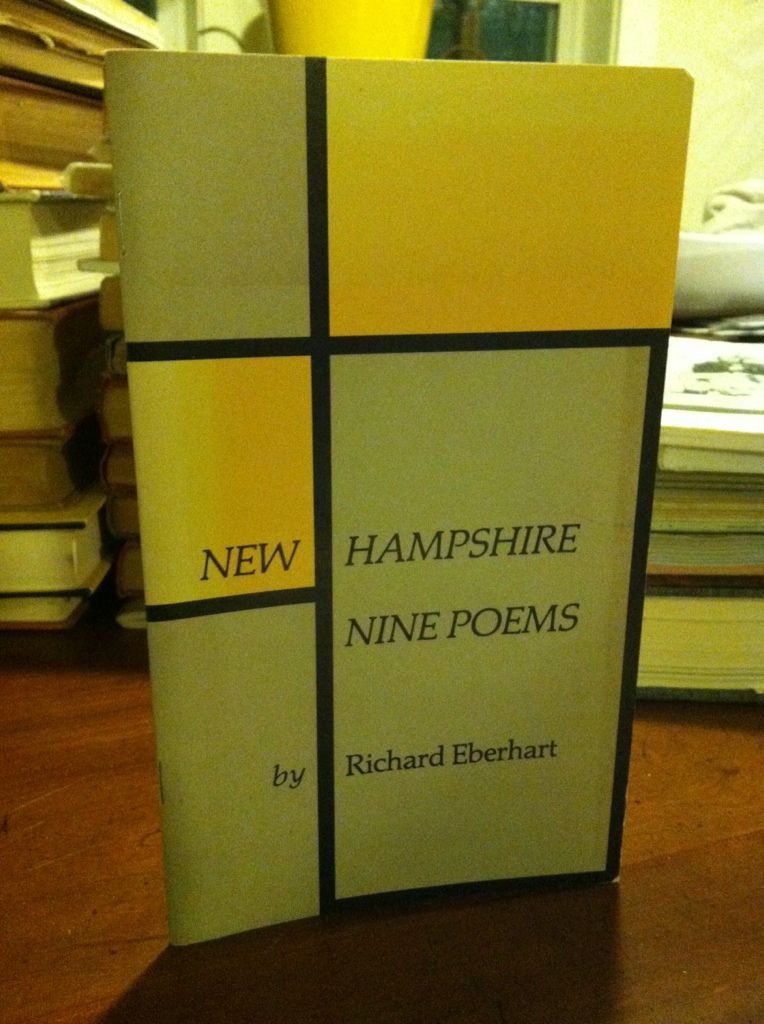 NEW HAMPSHIRE
NINE POEMS
by Richard Eberhart